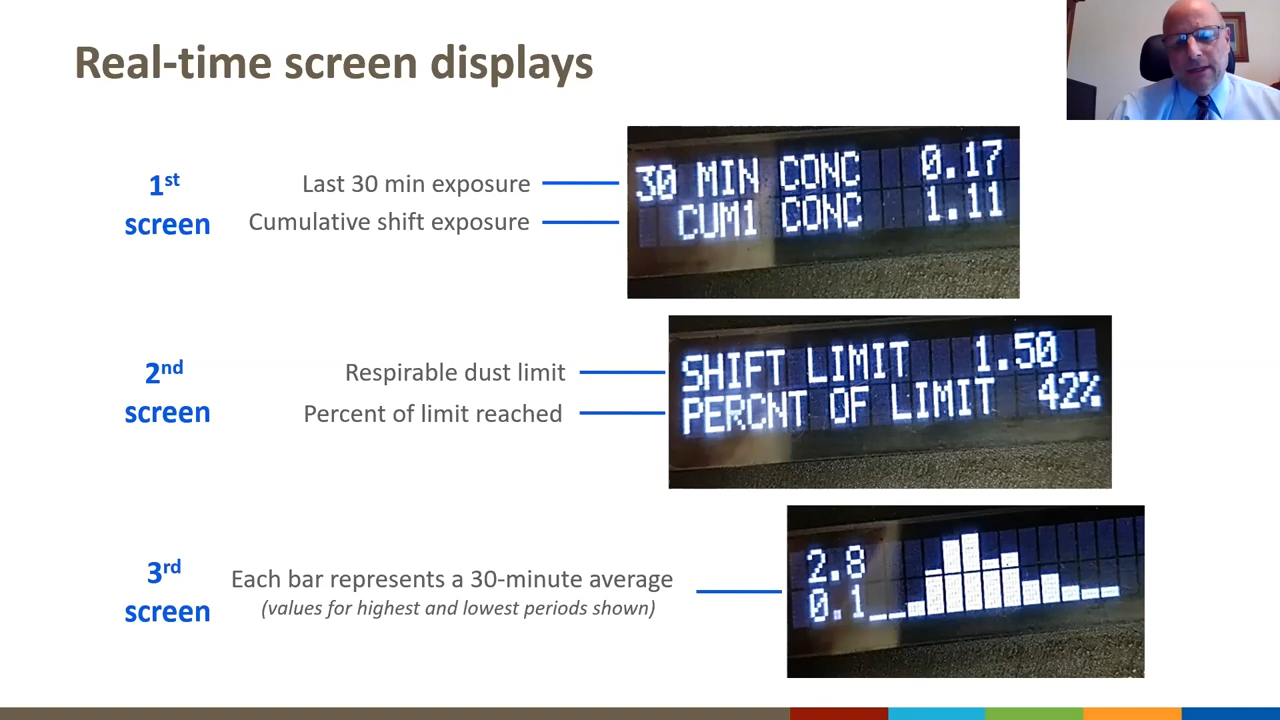 Real-time screen displays
1st
screen
Last 30 min exposure
Cumulative shift exposure
30 MIN CONC 0.17
CUM1 CONC 1.11
2nd
screen
Respirable dust limit
Percent of limit reached
SHIFT LIMIT 1.50
PERCNT OF LIMIT 42%
3rd
screen
Each bar represents a 30-minute average
(values for highest and lowest periods shown)
2.8
0.1